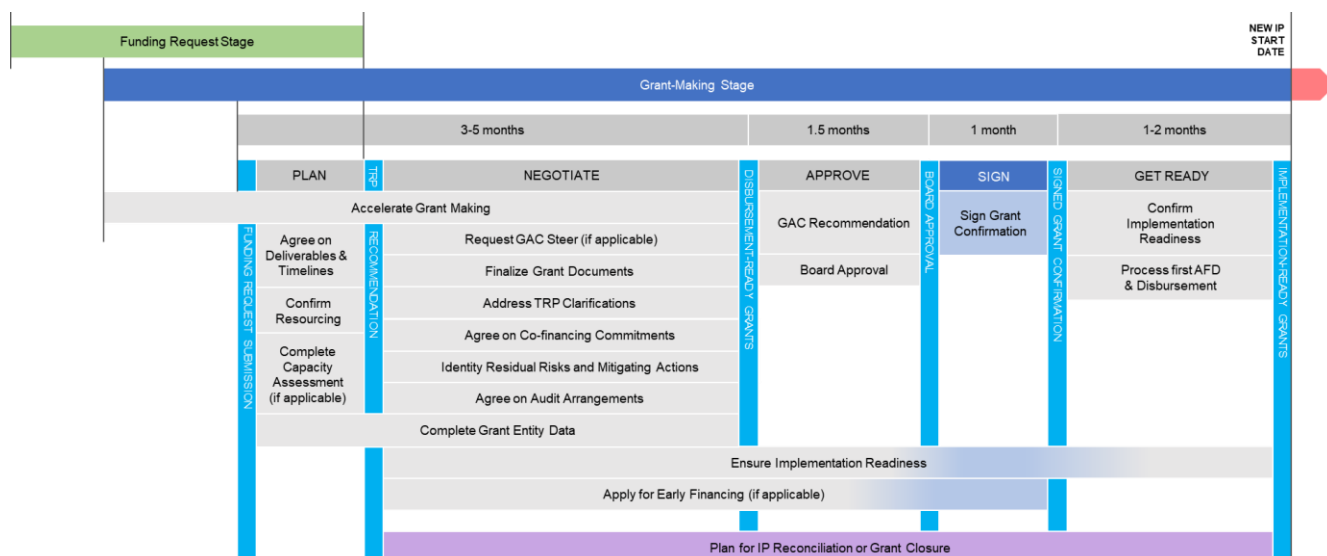 Funding Request Stage
NEW IP
START
DATE
Grant-Making Stage
3-5 months
1.5 months
1 month
1-2 months
PLAN
NEGOTIATE
APPROVE
SIGN
GET READY
FUNDING REQUEST SUBMISSION
TRP RECOMMENDATION
DISBURSEMENT-READY GRANTS
BOARD APPROVAL
SIGNED GRANT CONFIRMATION
IMPLEMENTATION-READY GRANTS
Accelerate Grant Making
Agree on
Deliverables &
Timelines
Confirm
Resourcing
Complete
Capacity
Assessment
(if applicable)
Request GAC Steer (if applicable)
Finalize Grant Documents
Address TRP Clarifications
Agree on Co-financing Commitments
Identity Residual Risks and Mitigating Actions
Agree on Audit Arrangements
GAC Recommendation
Board Approval
Sign Grant
Confirmation
Confirm
Implementation
Readiness
Process first AFD
& Disbursement
Complete Grant Entity Data
Ensure Implementation Readiness
Apply for Early Financing (if applicable)
Plan for IP Reconciliation or Grant Closure